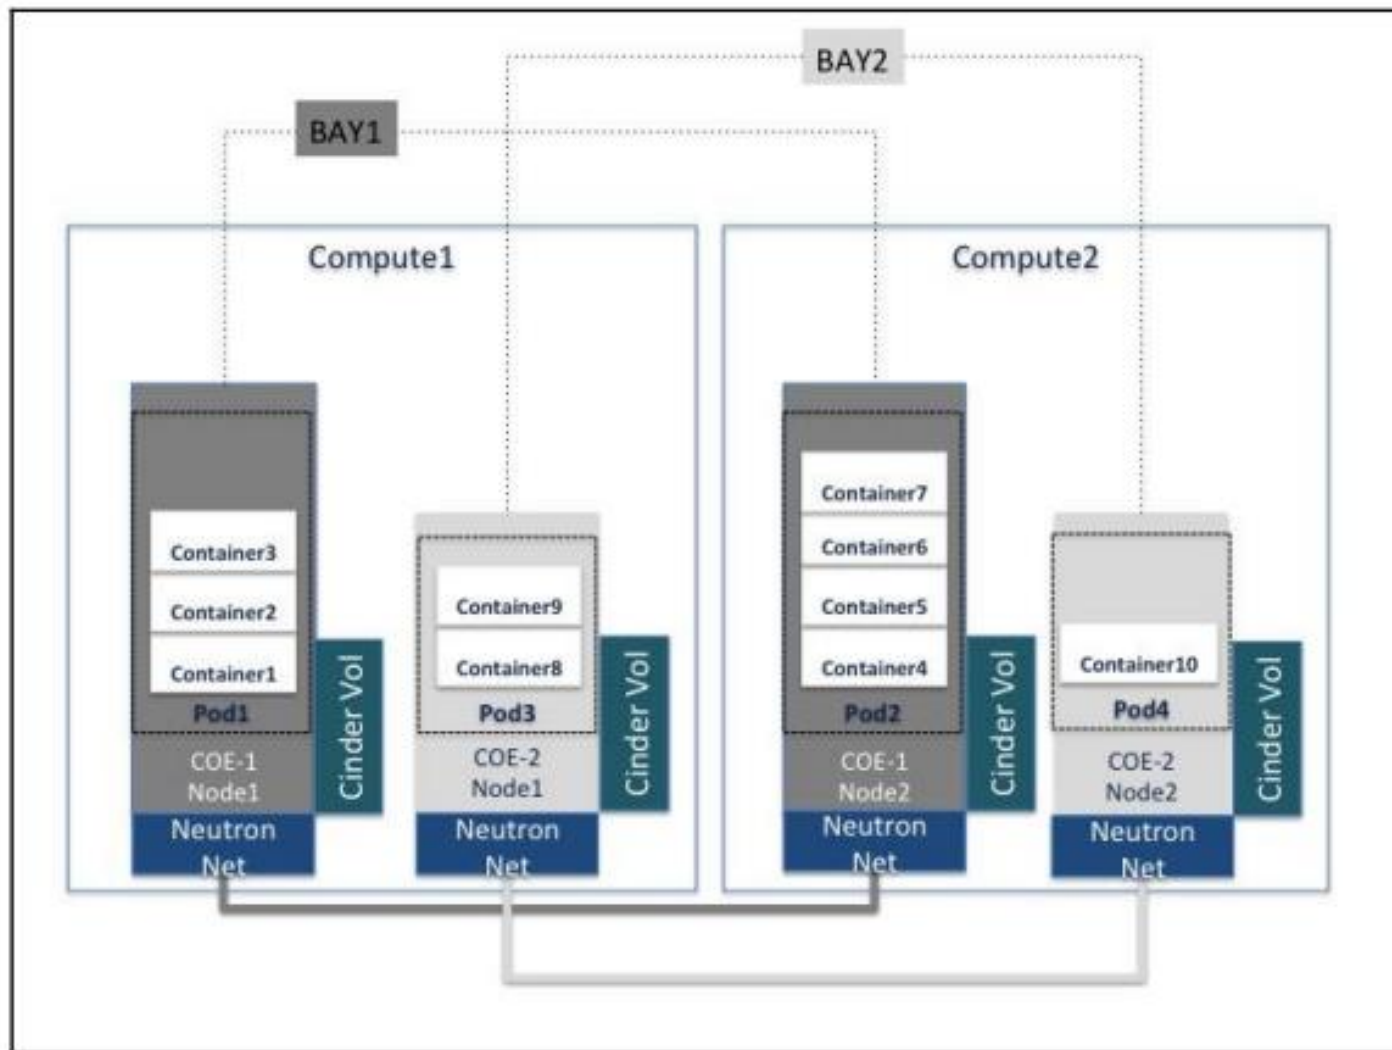 BAY2
BAY1
Compute1
Compute2
Container3
Container2
Container1
Pod1
COE-1
Node1
Neutron
Net
Cinder Vol
Container9
Container8
Pod3
COE-2
Node1
Neutron
Net
Cinder Vol
Container7
Container6
Container5
Container4
Pod2
COE-1
Node2
Neutron
Net
Cinder Vol
Container10
Pod4
COE-2
Node2
Neutron
Net
Cinder Vol